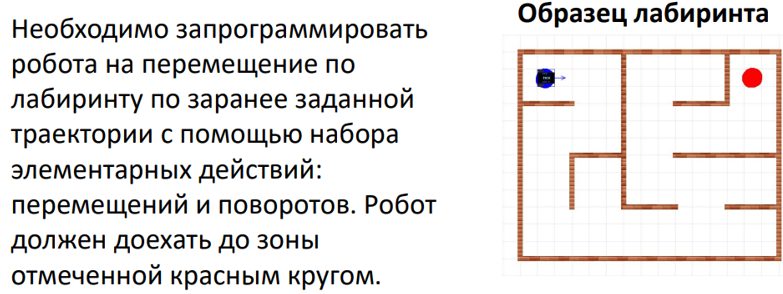 Образец лабиринта
Необходимо запрограммировать
робота на перемещение по
лабиринту по заранее заданной
траектории с помощью набора
элементарных действий:
перемещений и поворотов. Робот
должен доехать до зоны
отмеченной красным кругом.